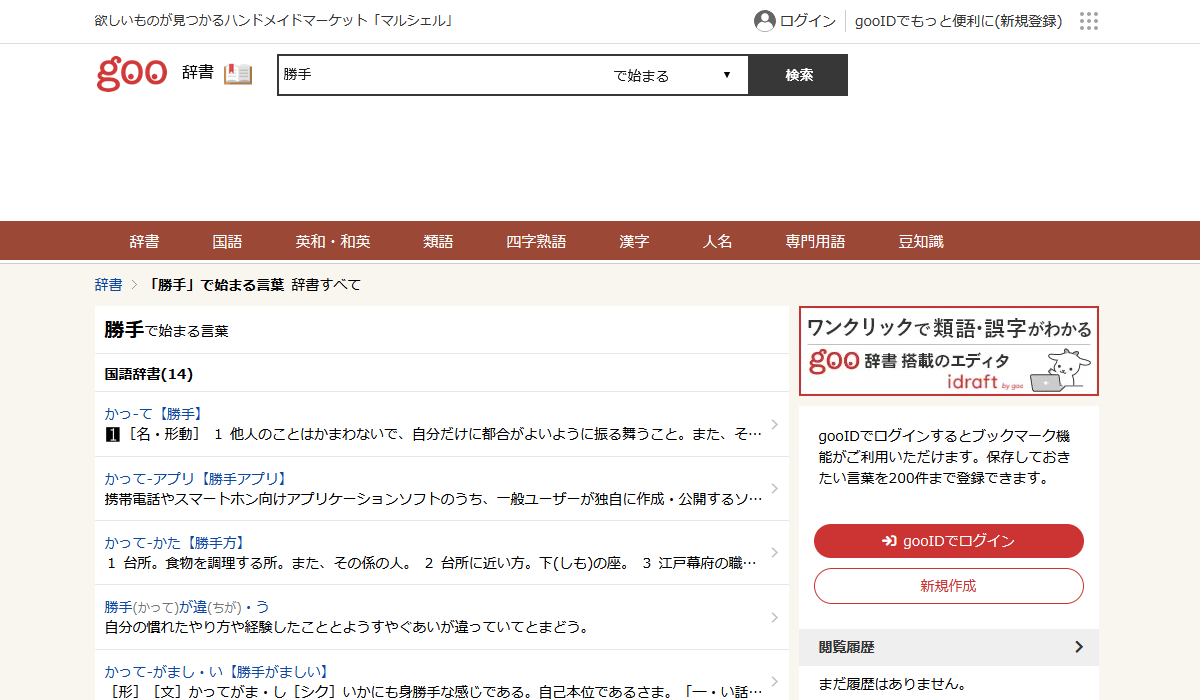 欲しいものが見つかるハンドメイドマーケット「マルシェル」
ログイン
gooIDでもっと便利に(新規登録)
goo 辞書
勝手
で始まる ▼
検索
辞書 国語 英和・和英 類語 四字熟語 漢字 人名 専門用語 豆知識
辞書 > 「勝手」で始まる言葉 辞書すべて
勝手で始まる言葉
国語辞書(14)
かっ‐て【勝手】
1［名・形動］ 1 他人のことはかまわないで、自分だけに都合がよいように振る舞うこと。また、そ…
かって‐アプリ【勝手アプリ】
携帯電話やスマートホン向けアプリケーションソフトのうち、一般ユーザーが独自に作成・公開するソ…
かって‐かた【勝手方】
1 台所。食物を調理する所。また、その係の人。 2 台所に近い方。下(しも)の座。 3 江戸幕府の職…
勝手(かって)が違(ちが)・う
自分の慣れたやり方や経験したこととようすやぐあいが違っていてとまどう。
かって‐がまし・い【勝手がましい】
［形］［文］かってがま・し［シク］いかにも身勝手な感じである。自己本位であるさま。「―・い話…
ワンクリックで類語・誤字がわかる
goo 辞書 搭載のエディタ
idraft by goo
gooIDでログインするとブックマーク機
能がご利用いただけます。保存しておき
たい言葉を200件まで登録できます。
gooIDでログイン
新規作成
閲覧履歴
まだ履歴はありません。